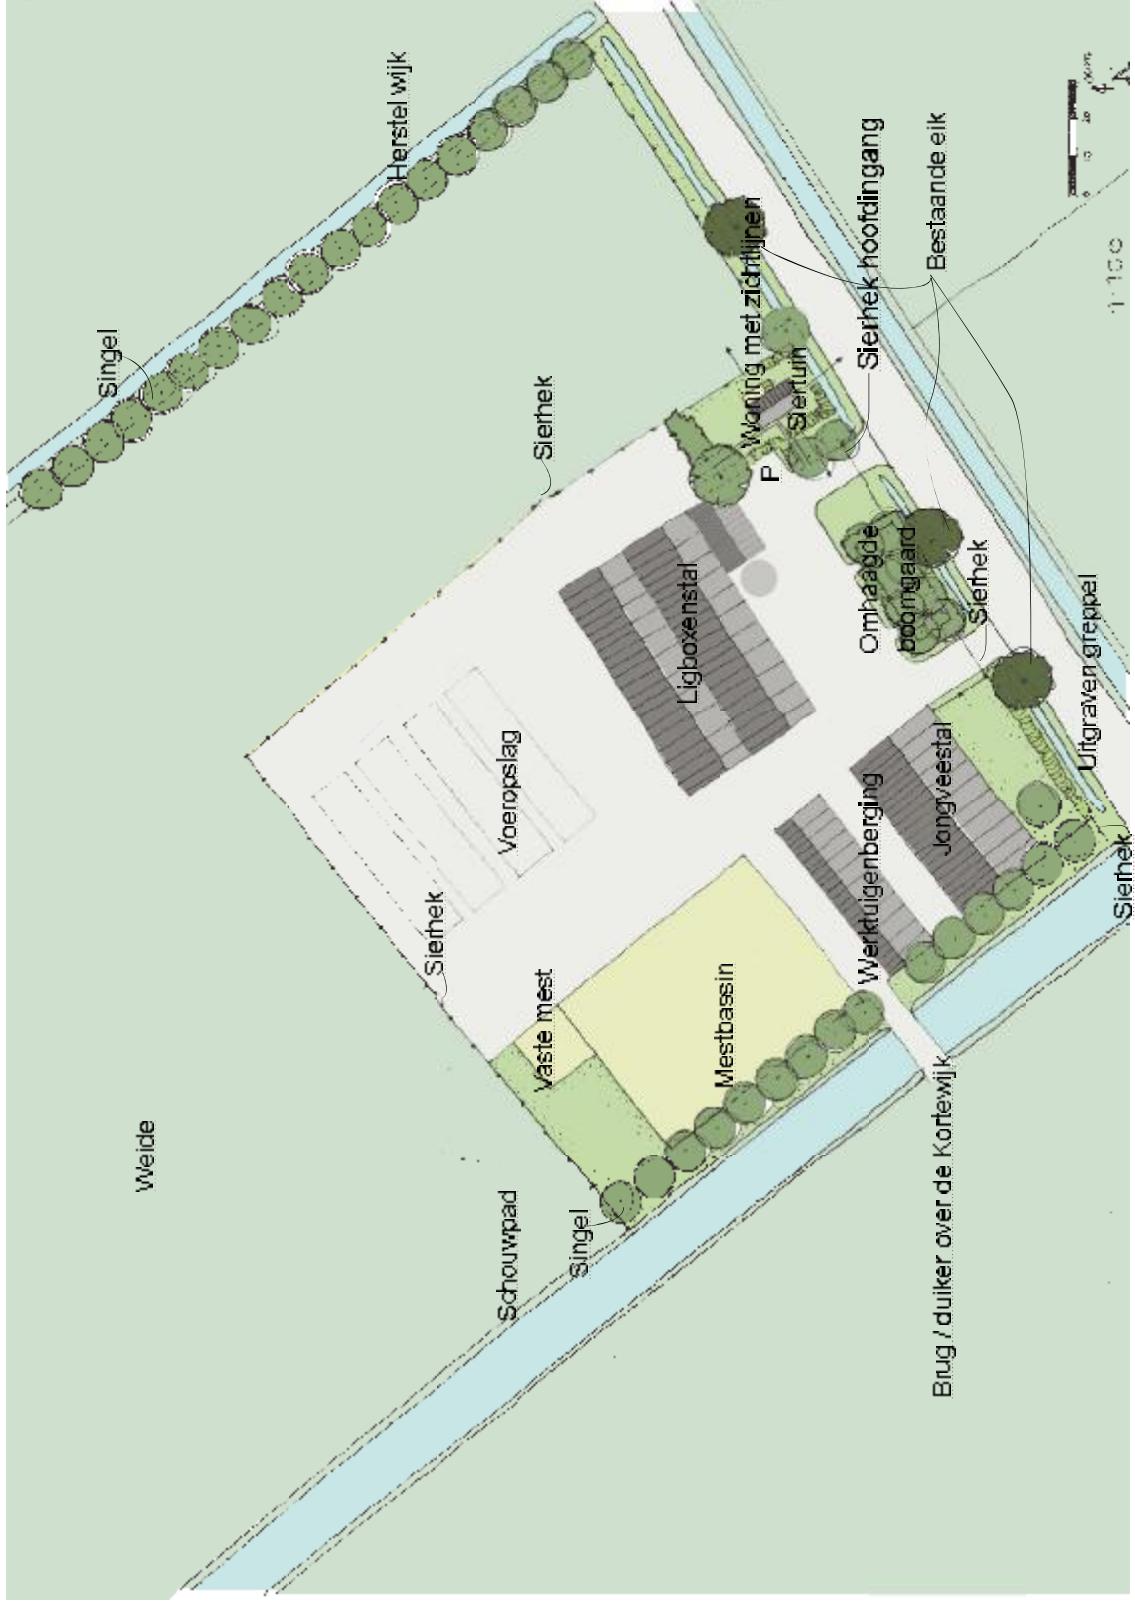 Weide
Singel
Herstel wijk
Sierhek
Schouwpad
Voeropslag
Vaste mest
Sierhek
Singel
Ligboxenstal
Mestbassin
Woning met zichtlijnen
P
Siertuin
Sierhek hoofdingang
Omhaagde
boomgaard
Werktuigenberging
Bestaande eik
Jongveestal
Brug / duiker over de Kortewijk
Sierhek
Uitgraven greppel
Sierhek